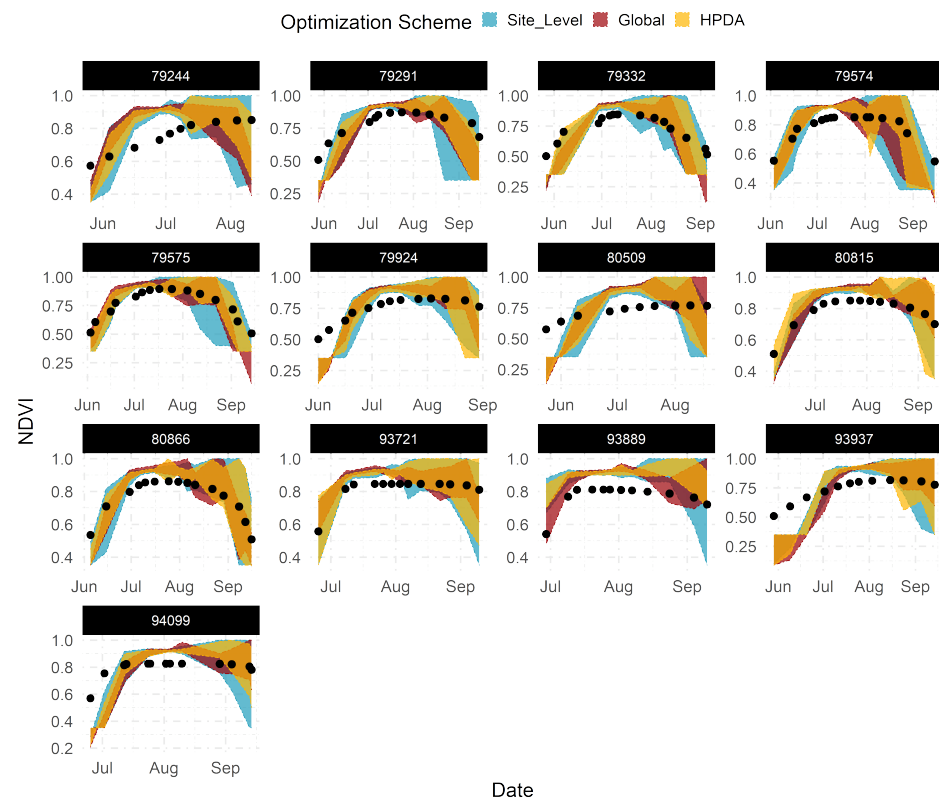 Optimization Scheme Site_Level Global HPDA
79244 79291 79332 79574
1.0 1.00 1.00 1.0
0.8 0.75 0.75 0.8
0.6 0.50 0.50 0.6
0.4 0.25 0.25 0.4
Jun Jul Aug Jun Jul Aug Sep Jun Jul Aug Sep Jun Jul Aug Sep
79575 79924 80509 80815
1.00 1.00 1.00 1.0
0.75 0.75 0.75 0.8
0.50 0.50 0.50 0.6
0.25 0.25 0.25 0.4
Jun Jul Aug Sep Jun Jul Aug Sep Jun Jul Aug Jul Aug Sep
NDVI
80866 93721 93889 93937
1.0 1.0 1.0 1.00
0.8 0.8 0.8 0.75
0.6 0.6 0.6 0.50
0.4 0.4 0.4 0.25
Jun Jul Aug Sep Jul Aug Sep Jul Aug Sep Jun Jul Aug Sep
94099
1.0
0.8
0.6
0.4
0.2
Jul Aug Sep
Date